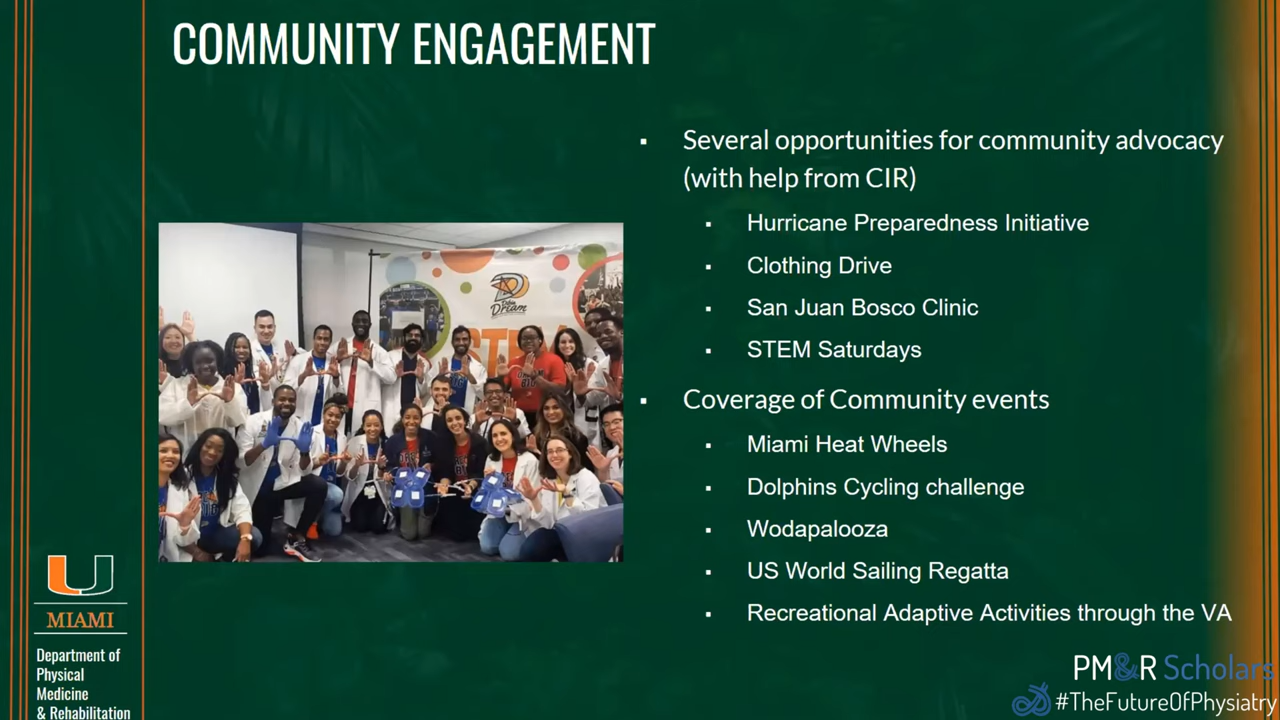 COMMUNITY ENGAGEMENT
Several opportunities for community advocacy
(with help from CIR)
Hurricane Preparedness Initiative
Clothing Drive
San Juan Bosco Clinic
STEM Saturdays
Coverage of Community events
Miami Heat Wheels
Dolphins Cycling challenge
Wodapalooza
US World Sailing Regatta
Recreational Adaptive Activities through the VA
Dream
MIAMI
Department of
Physical
Medicine
& Rehabilitation
PM&R Scholars
#TheFutureOfPhysiatry